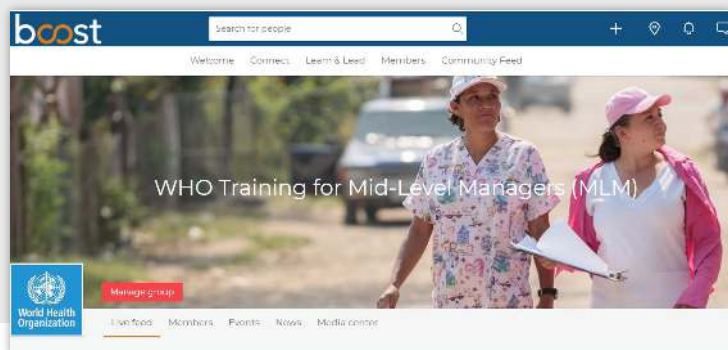 boost
Search for people
Welcome Connect Learn & Lead Members Community Feed
WHO Training for Mid-Level Managers (MLM)
Manage group
World Health
Organization
Live feed Members Events News Media center